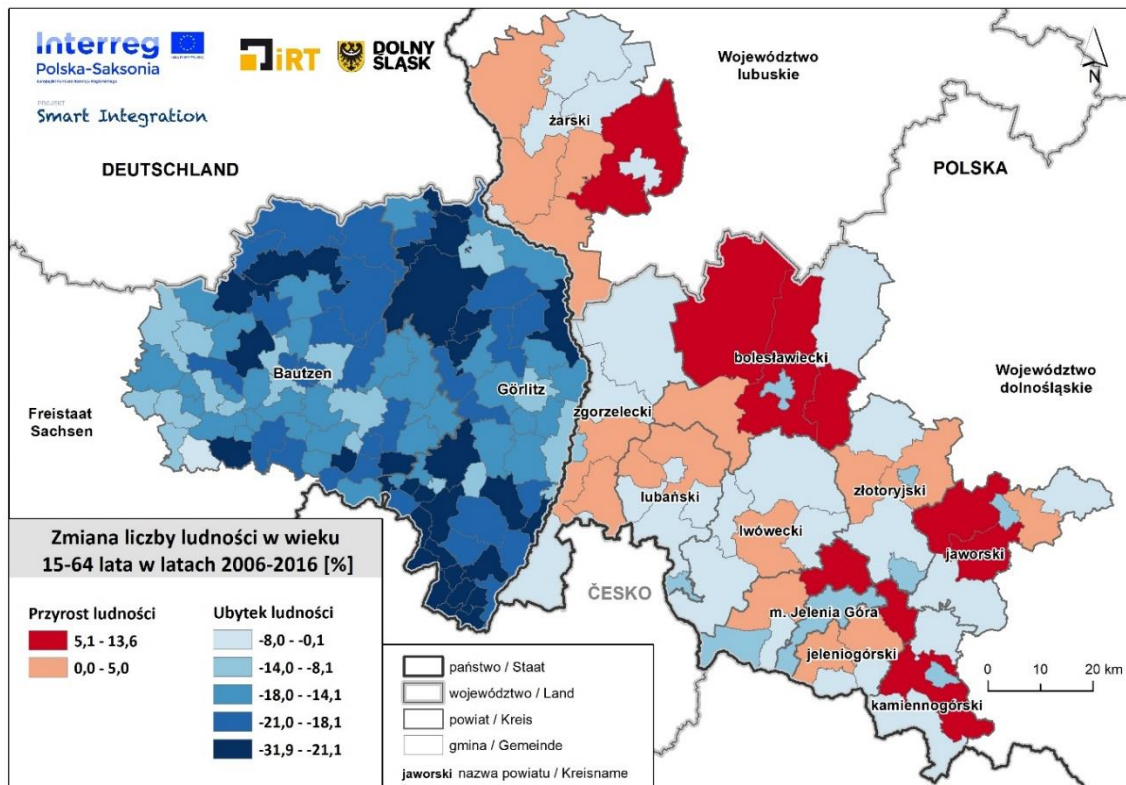 Interreg
Polska-Saksonia
PROJEKT
Smart Integration
iRT
DOLNY
ŚLĄSK
Województwo
lubuskie
N
żarski
DEUTSCHLAND
POLSKA
bolesławiecki
Bautzen
Görlitz
Województwo
dolnośląskie
Freistaat
Sachsen
zgorzelecki
lubański
złotoryjski
lwówecki
jaworski
ČESKO
m. Jelenia Góra
jeleniogórski
kamiennogórski
0 10 20 km
Zmiana liczby ludności w wieku
15-64 lata w latach 2006-2016 [%]
Przyrost ludności
5,1 - 13,6
0,0 - 5,0
Ubytek ludności
-8,0 - -0,1
-14,0 - -8,1
-18,0 - -14,1
-21,0 - -18,1
-31,9 - -21,1
państwo / Staat
województwo / Land
powiat / Kreis
gmina / Gemeinde
jaworski nazwa powiatu / Kreisname